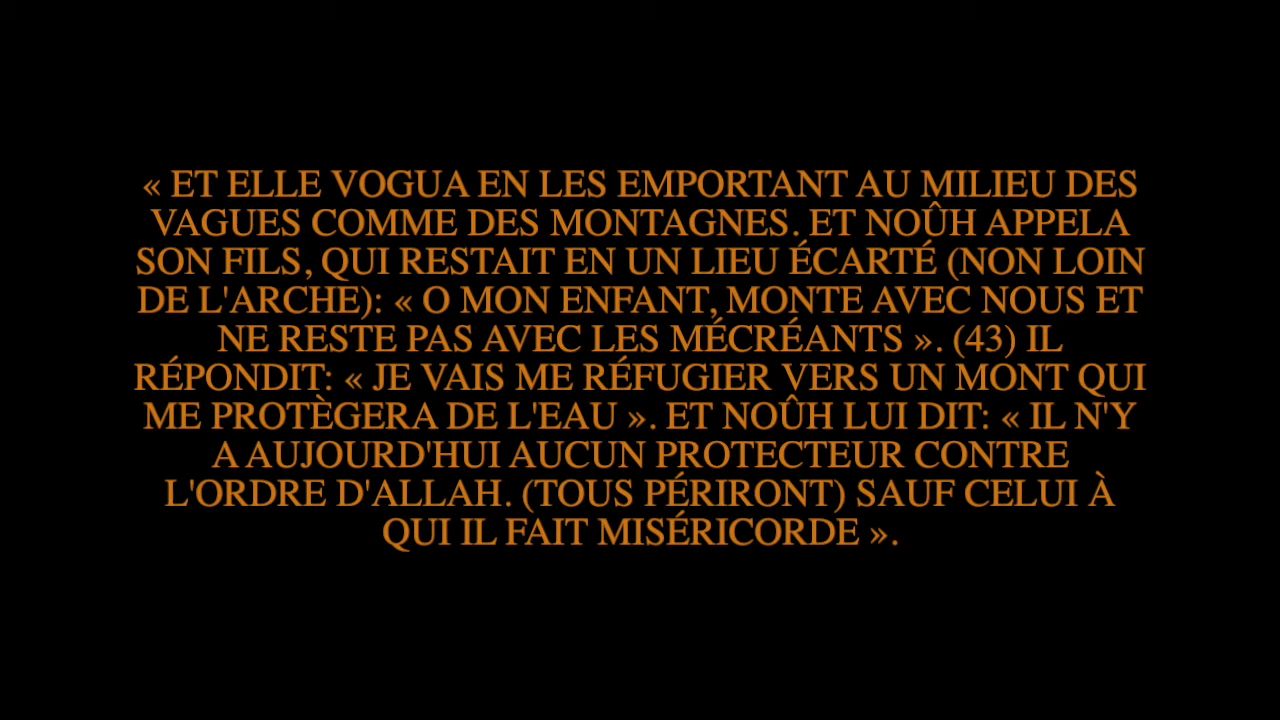 « ET ELLE VOGUA EN LES EMPORTANT AU MILIEU DES
VAGUES COMME DES MONTAGNES. ET NOÛH APPELA
SON FILS, QUI RESTAIT EN UN LIEU ÉCARTÉ (NON LOIN
DE L'ARCHE): « O MON ENFANT, MONTE AVEC NOUS ET
NE RESTE PAS AVEC LES MÉCRÉANTS ». (43) IL
RÉPONDIT: « JE VAIS ME RÉFUGIER VERS UN MONT QUI
ME PROTÈGERA DE L'EAU ». ET NOÛH LUI DIT: « IL N'Y
A AUJOURD'HUI AUCUN PROTECTEUR CONTRE
L'ORDRE D'ALLAH. (TOUS PÉRIRONT) SAUF CELUI À
QUI IL FAIT MISÉRICORDE ».